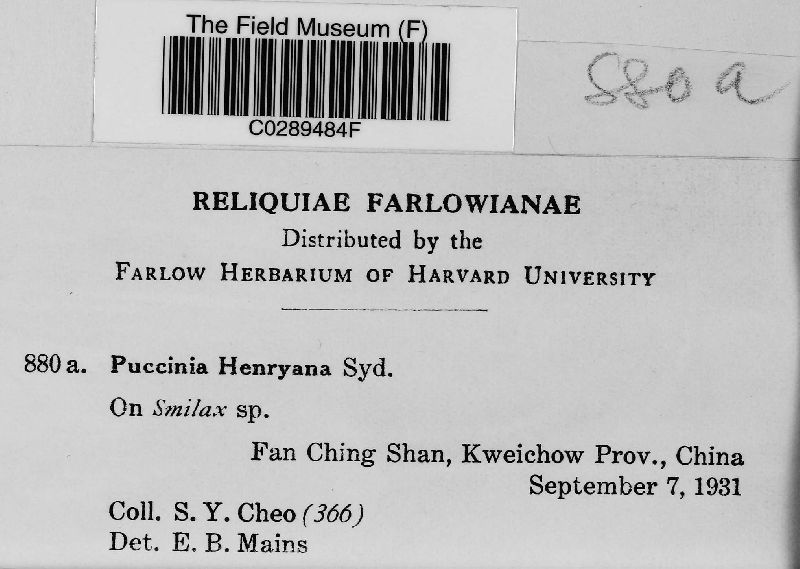 The Field Museum (F)
C0289484F
880 a
RELIQUIAE FARLOWIANAE
Distributed by the
FARLOW HERBARIUM OF HARVARD UNIVERSITY
880 a. Puccinia Henryana Syd.
On Smilax sp.
Fan Ching Shan, Kweichow Prov., China
September 7, 1931
Coll. S. Y. Cheo (366)
Det. E. B. Mains